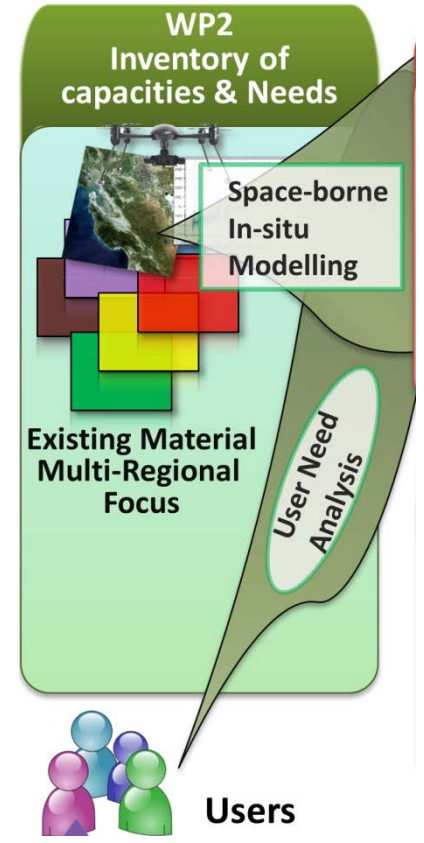 WP2
Inventory of
capacities & Needs
Space-borne
In-situ
Modelling
Existing Material
Multi-Regional
Focus
User Need
Analysis
Users